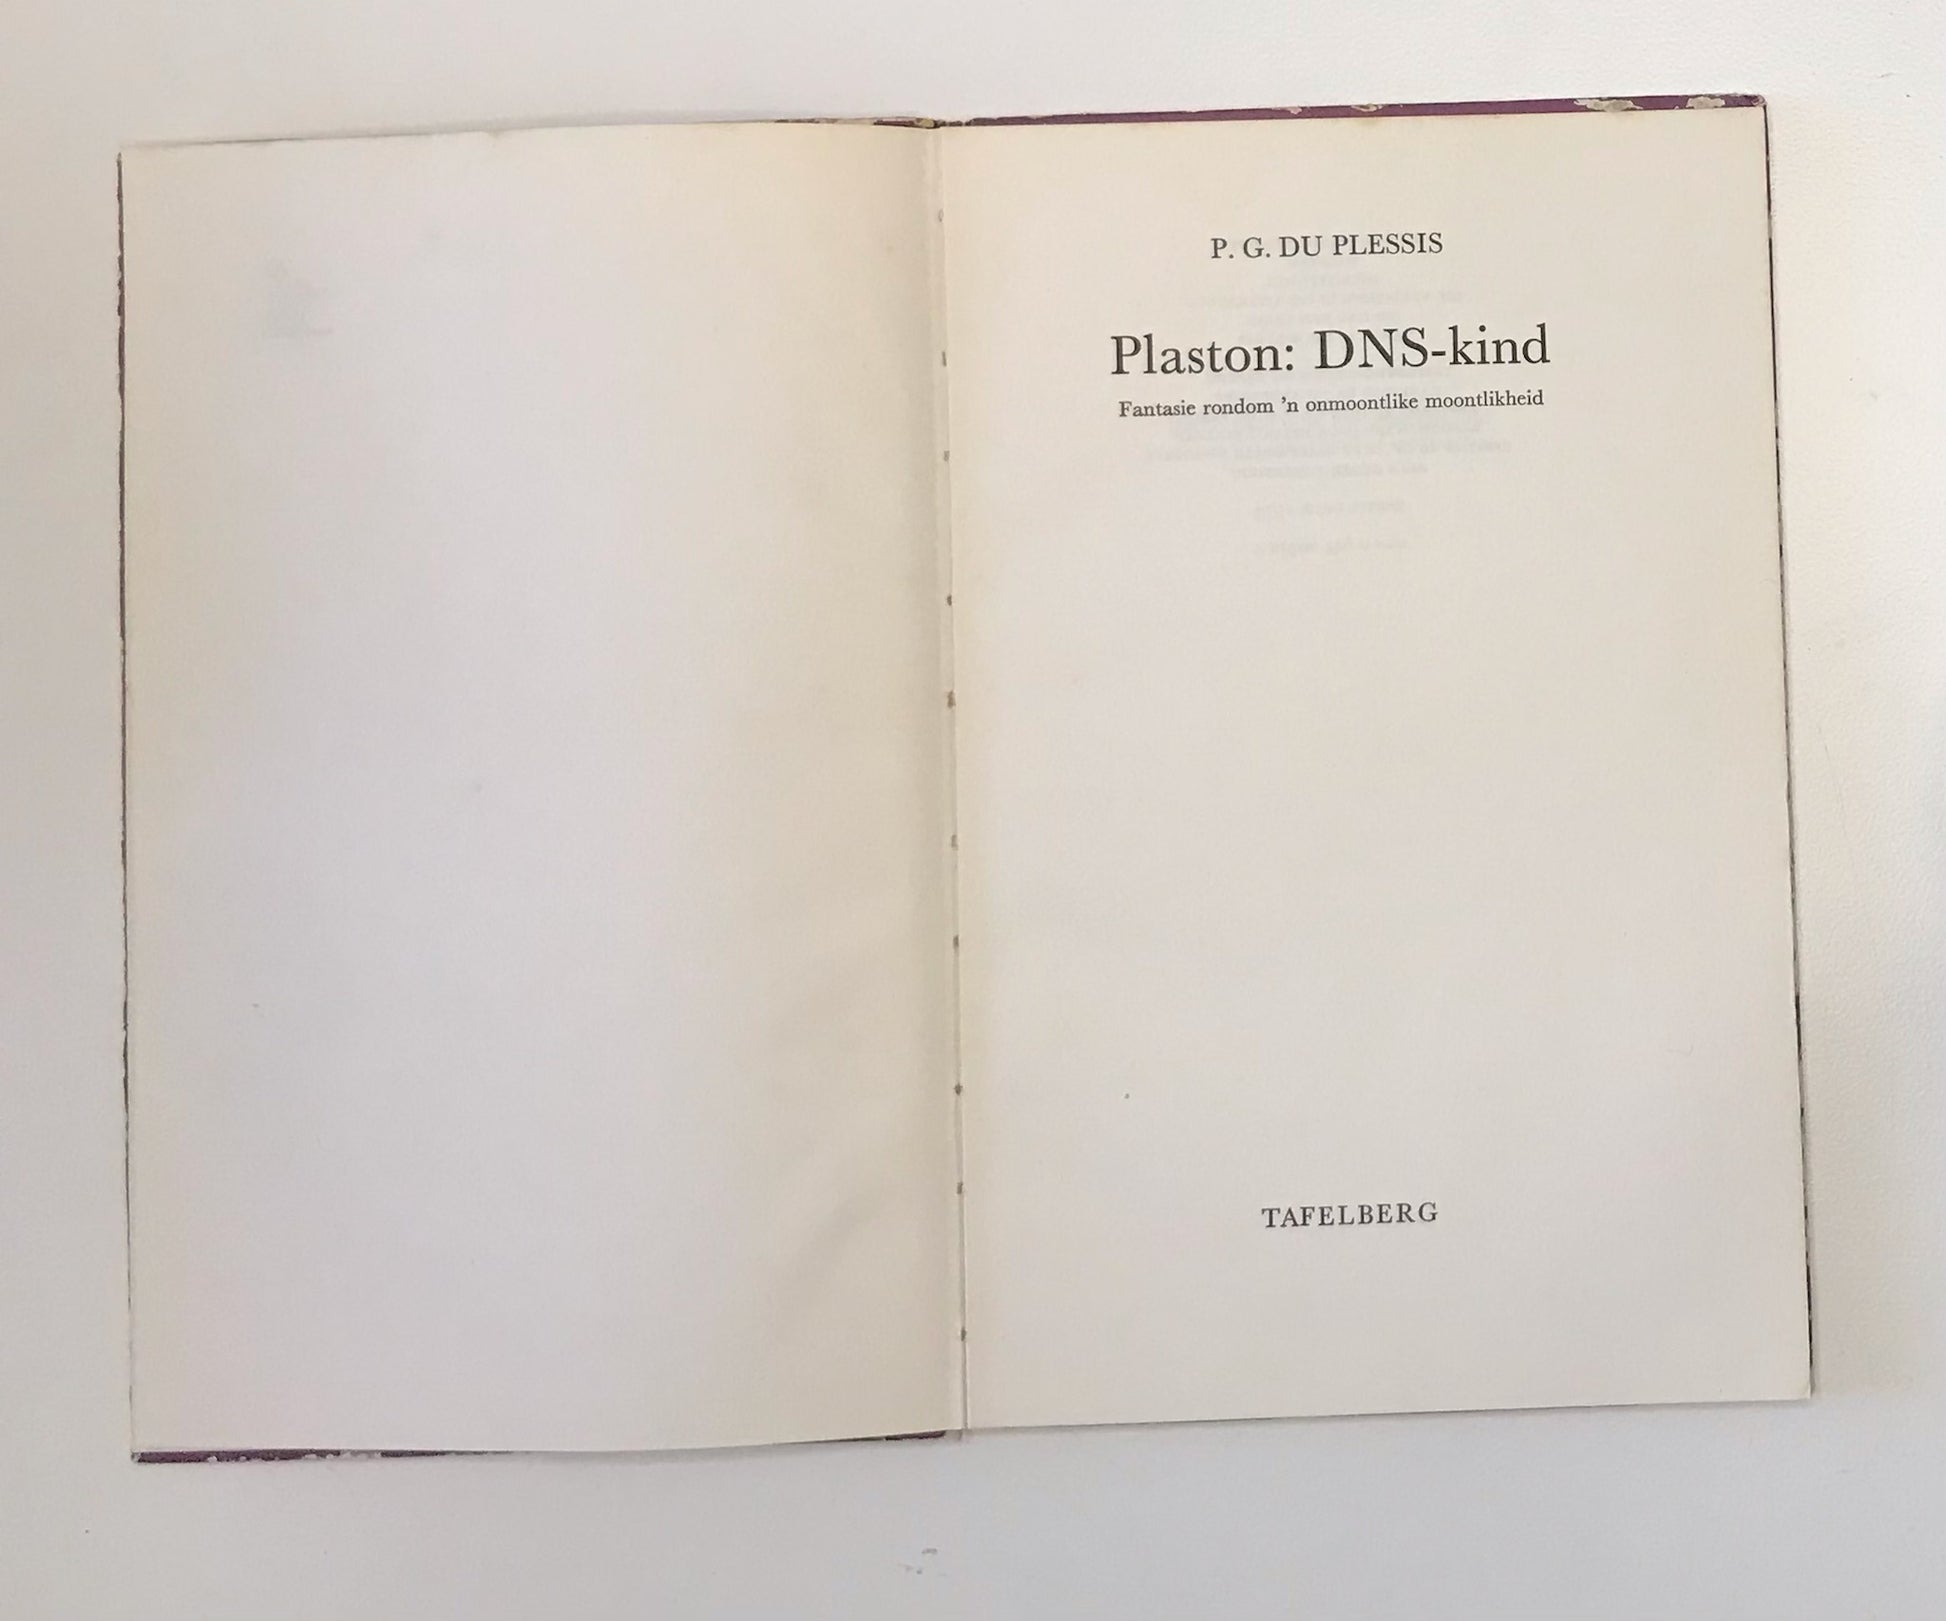 P. G. DU PLESSIS
Plaston: DNS-kind
Fantasie rondom ’n onmoontlike moontlikheid
TAFELBERG